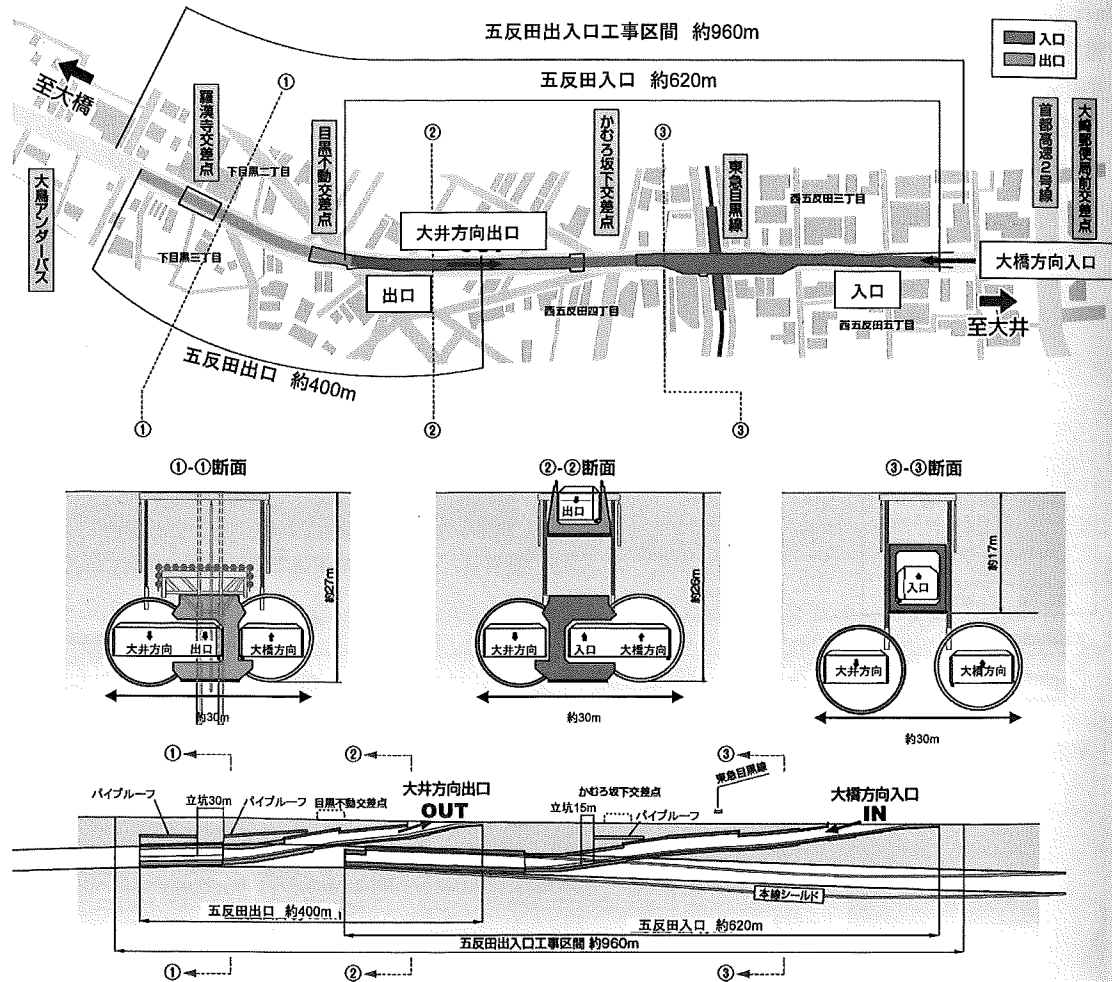 五反田出入口工事区間 約960m
入口
出口
五反田入口 約620m
至大橋
①
②
③
羅漢寺交差点
目黒不動交差点
かむろ坂下交差点
東急目黒線
首都高速2号線
大崎郵便局前交差点
大鳥アンダーパス
下目黒二丁目
下目黒三丁目
西五反田三丁目
西五反田四丁目
西五反田五丁目
大井方向出口
出口
入口
大橋方向入口
至大井
五反田出口 約400m
①
②
③
①-①断面
②-②断面
③-③断面
大井方向
出口
大橋方向
約27m
約30m
出口
大井方向
入口
大橋方向
約26m
約30m
入口
大井方向
大橋方向
約17m
約30m
①
②
③
パイプルーフ
立坑30m
パイプルーフ
目黒不動交差点
大井方向出口
OUT
かむろ坂下交差点
立坑15m
パイプルーフ
東急目黒線
大橋方向入口
IN
本線シールド
五反田出口 約400m
五反田入口 約620m
五反田出入口工事区間 約960m
①
②
③